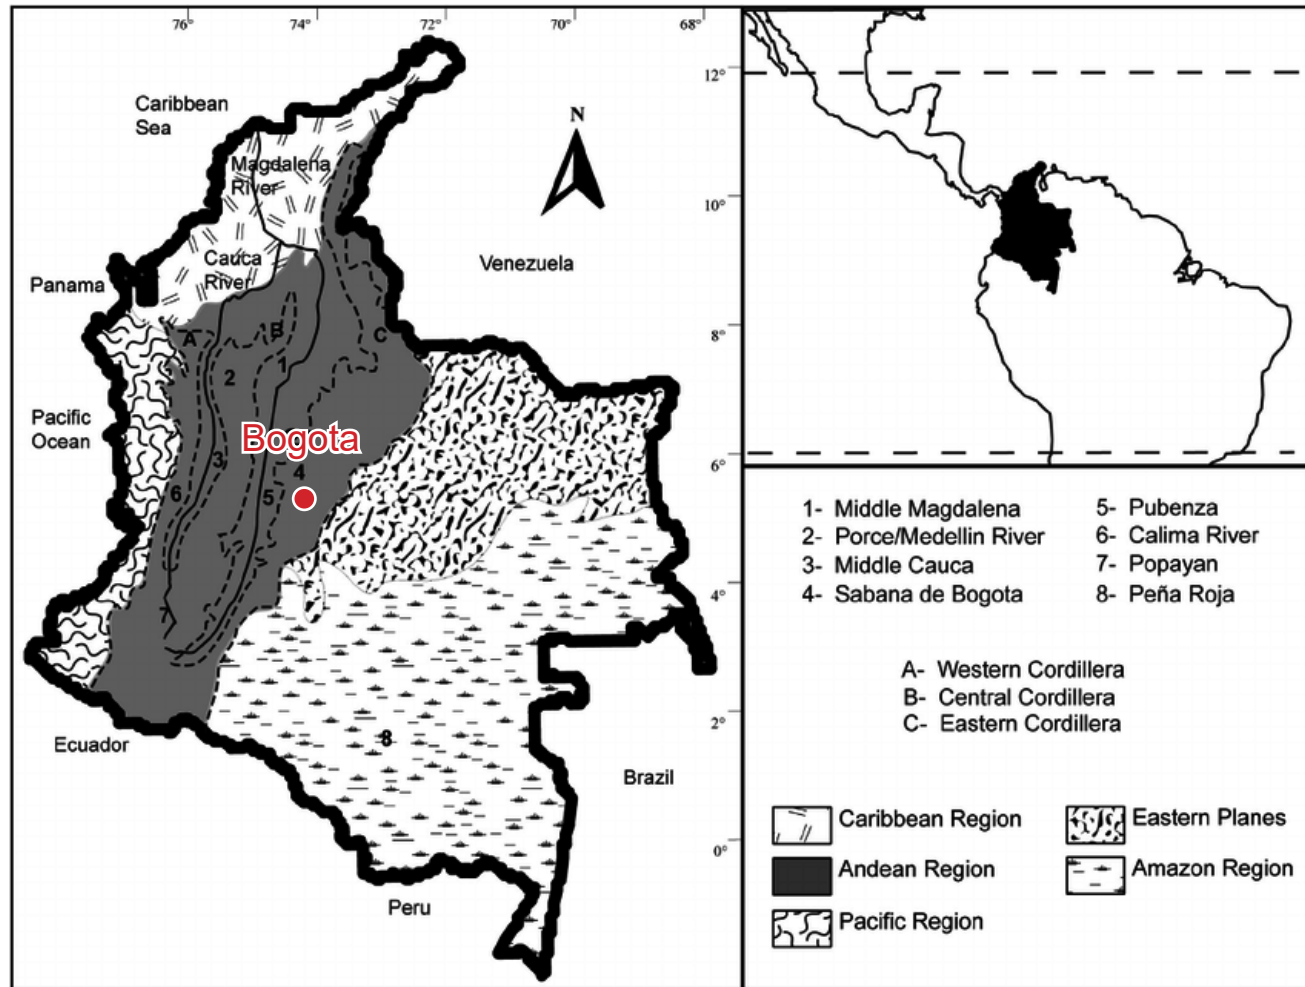 76°
74°
72°
70°
68°
Caribbean
Sea
N
Magdalena
River
Cauca
River
Venezuela
Panama
A
B
C
1
2
Pacific
Ocean
Bogota
3
4
6
5
7
8
Ecuador
Brazil
Peru
12°
10°
8°
6°
4°
2°
0°
1- Middle Magdalena
2- Porce/Medellin River
3- Middle Cauca
4- Sabana de Bogota
5- Pubenza
6- Calima River
7- Popayan
8- Peña Roja
A- Western Cordillera
B- Central Cordillera
C- Eastern Cordillera
Caribbean Region
Andean Region
Pacific Region
Eastern Planes
Amazon Region